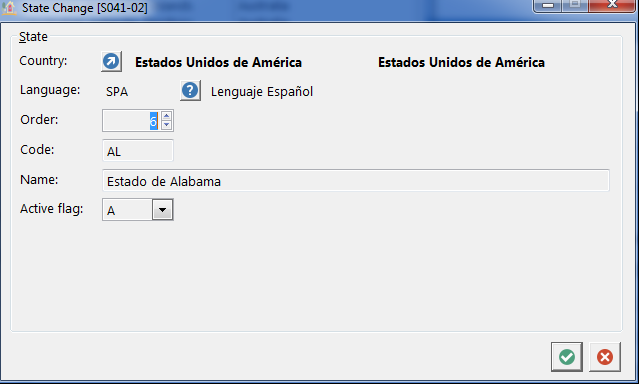 State Change [S041-02]
State
Country: Estados Unidos de América Estados Unidos de América
Language: SPA Lenguaje Español
Order: 6
Code: AL
Name: Estado de Alabama
Active flag: A